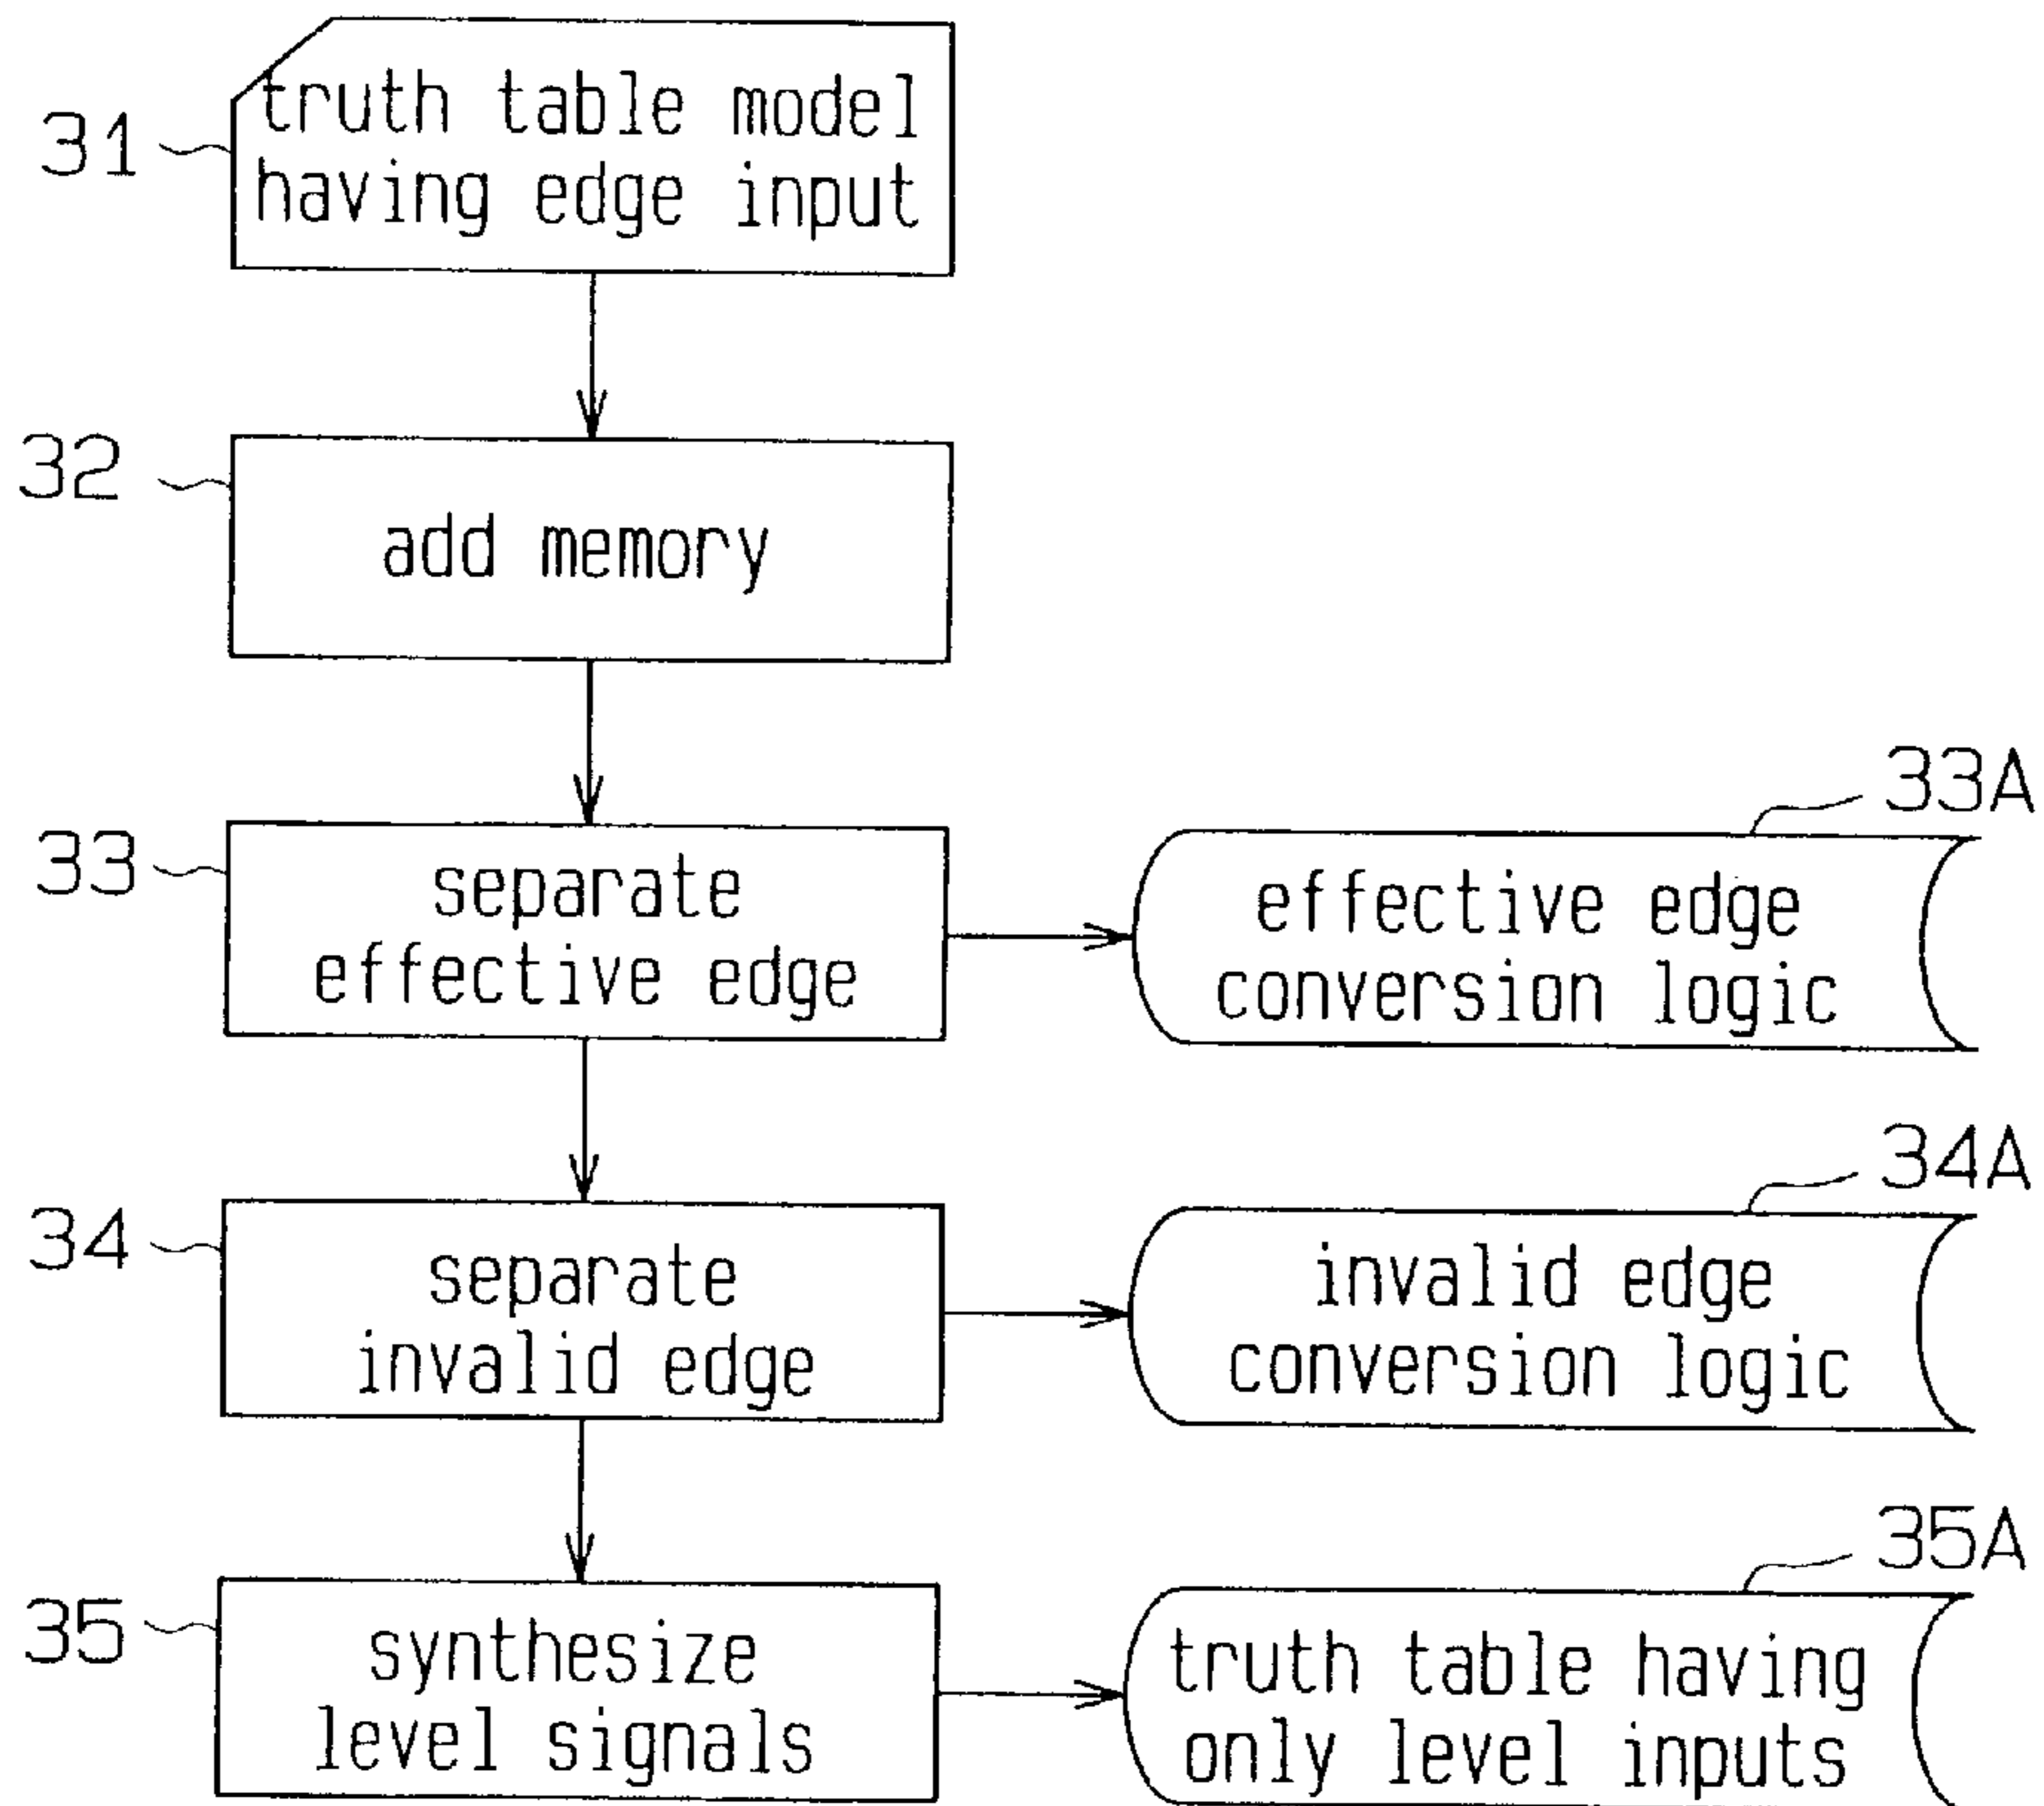 31
truth table model
having edge input
32
add memory
33
separate
effective edge
33A
effective edge
conversion logic
34
separate
invalid edge
34A
invalid edge
conversion logic
35
synthesize
level signals
35A
truth table having
only level inputs